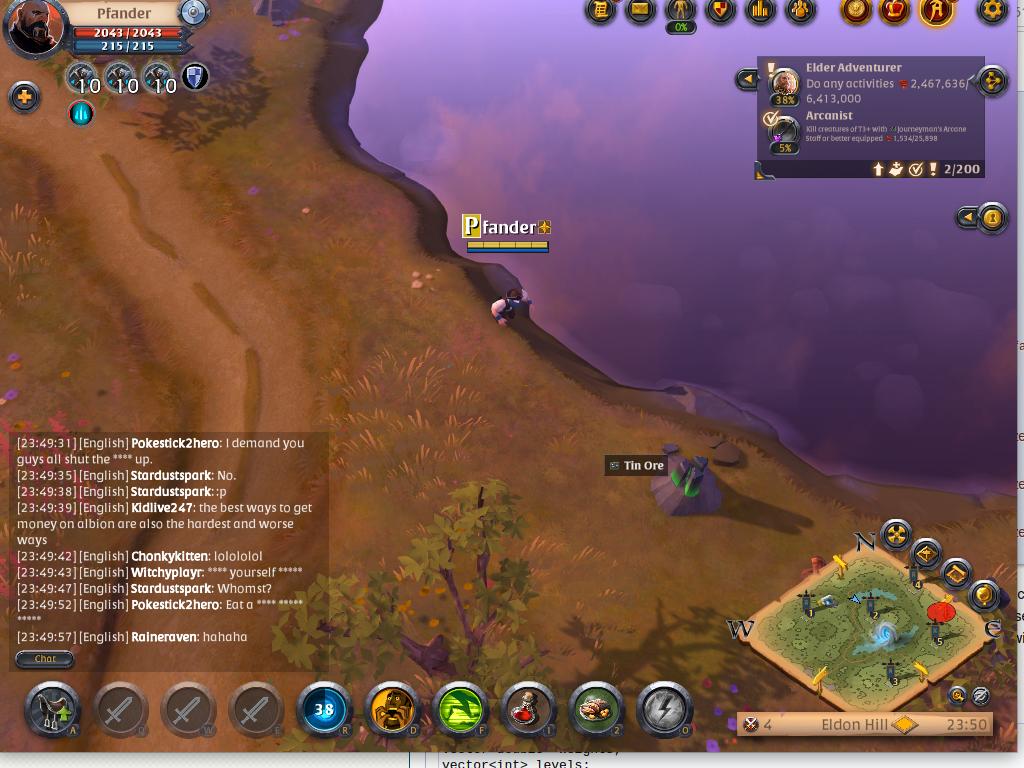 Pfander
2043 / 2043
215 / 215
0%
10 10 10
Elder Adventurer
Do any activities 2,467,636/
6,413,000
38%
Arcanist
Kill creatures of T3+ with Journeyman's Arcane
Staff or better equipped 1,534/25,898
5%
2/200
Pfander
Tin Ore
[23:49:31] [English] Pokestick2hero: I demand you
guys all shut the **** up.
[23:49:35] [English] Stardustspark: No.
[23:49:38] [English] Stardustspark: :p
[23:49:39] [English] Kidlive247: the best ways to get
money on albion are also the hardest and worse
ways
[23:49:42] [English] Chonkykitten: lolololol
[23:49:43] [English] Witchyplayr: **** yourself *****
[23:49:47] [English] Stardustspark: Whomst?
[23:49:52] [English] Pokestick2hero: Eat a **** *****
*****
[23:49:57] [English] Raineraven: hahaha
Chat
N
W
E
1
2
3
4
5
A
Q
W
E
38
R
D
F
1
2
O
4
Eldon Hill
23:50
vector<int> levels;